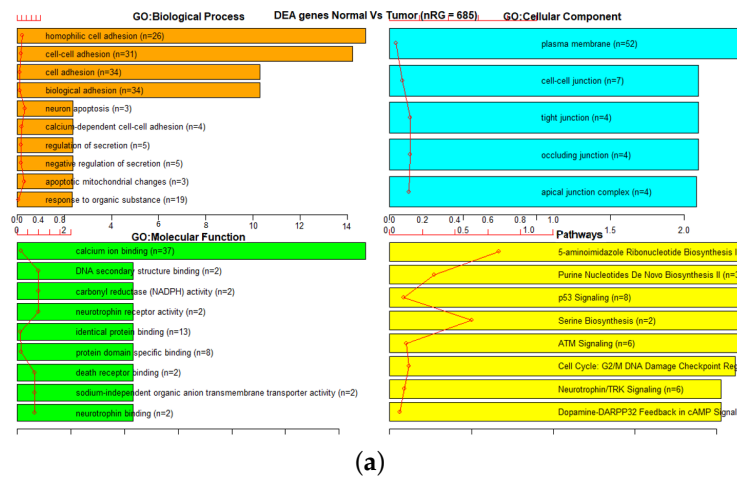 DEA genes Normal Vs Tumor (nRG = 685)
GO:Biological Process
homophilic cell adhesion (n=26)
cell-cell adhesion (n=31)
cell adhesion (n=34)
biological adhesion (n=34)
neuron apoptosis (n=3)
calcium-dependent cell-cell adhesion (n=4)
regulation of secretion (n=5)
negative regulation of secretion (n=5)
apoptotic mitochondrial changes (n=3)
response to organic substance (n=19)
0 2 4 6 8 10 12 14
GO:Cellular Component
plasma membrane (n=52)
cell-cell junction (n=7)
tight junction (n=4)
occluding junction (n=4)
apical junction complex (n=4)
0.0 0.5 1.0 1.5 2.0
0.0 0.4 0.8
GO:Molecular Function
calcium ion binding (n=37)
DNA secondary structure binding (n=2)
carbonyl reductase (NADPH) activity (n=2)
neurotrophin receptor activity (n=2)
identical protein binding (n=13)
protein domain specific binding (n=8)
death receptor binding (n=2)
sodium-independent organic anion transmembrane transporter activity (n=2)
neurotrophin binding (n=2)
0.0 0.2 0.4 0.6 0.8 1.0
Pathways
5-aminoimidazole Ribonucleotide Biosynthesis I
Purine Nucleotides De Novo Biosynthesis II (n=3
p53 Signaling (n=8)
Serine Biosynthesis (n=2)
ATM Signaling (n=6)
Cell Cycle: G2/M DNA Damage Checkpoint Reg
Neurotrophin/TRK Signaling (n=6)
Dopamine-DARPP32 Feedback in cAMP Signal
(a)